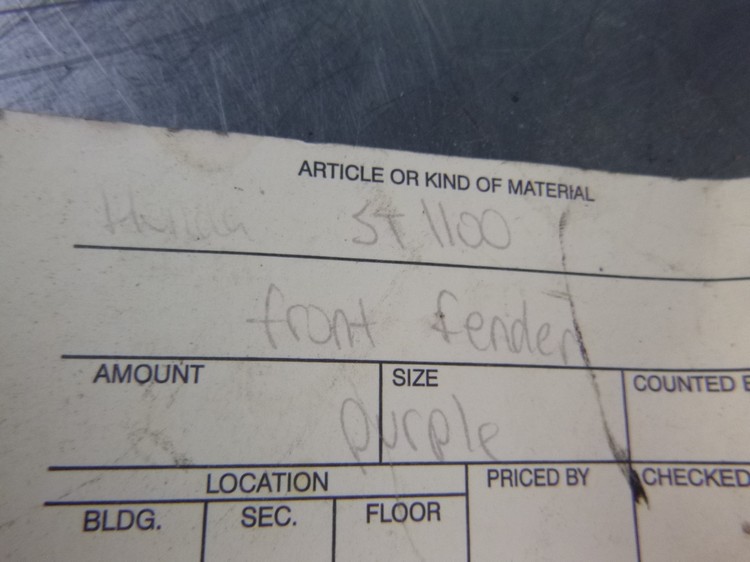 ARTICLE OR KIND OF MATERIAL
ST 1100
front fender
AMOUNT
SIZE
COUNTED
purple
LOCATION
PRICED BY
CHECKED
BLDG.
SEC.
FLOOR